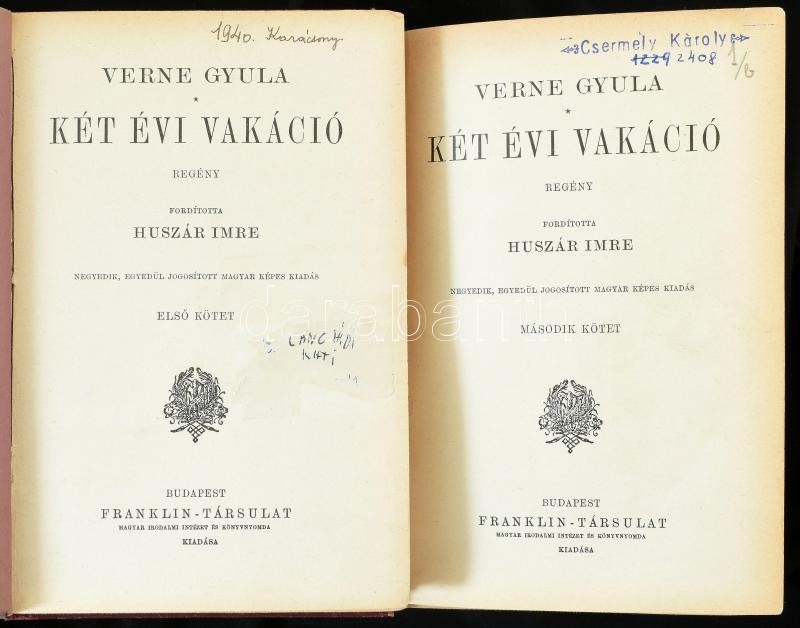 1940. Karácsony.
VERNE GYULA
*
KÉT ÉVI VAKÁCIÓ
REGÉNY
FORDÍTOTTA
HUSZÁR IMRE
NEGYEDIK, EGYEDÜL JOGOSÍTOTT MAGYAR KÉPES KIADÁS
ELSŐ KÖTET
BUDAPEST
FRANKLIN-TÁRSULAT
MAGYAR IRODALMI INTÉZET ÉS KÖNYVNYOMDA
KIADÁSA
Csermely Károly
1229 2408
VERNE GYULA
*
KÉT ÉVI VAKÁCIÓ
REGÉNY
FORDÍTOTTA
HUSZÁR IMRE
NEGYEDIK, EGYEDÜL JOGOSÍTOTT MAGYAR KÉPES KIADÁS
MÁSODIK KÖTET
BUDAPEST
FRANKLIN-TÁRSULAT
MAGYAR IRODALMI INTÉZET ÉS KÖNYVNYOMDA
KIADÁSA
darabanth